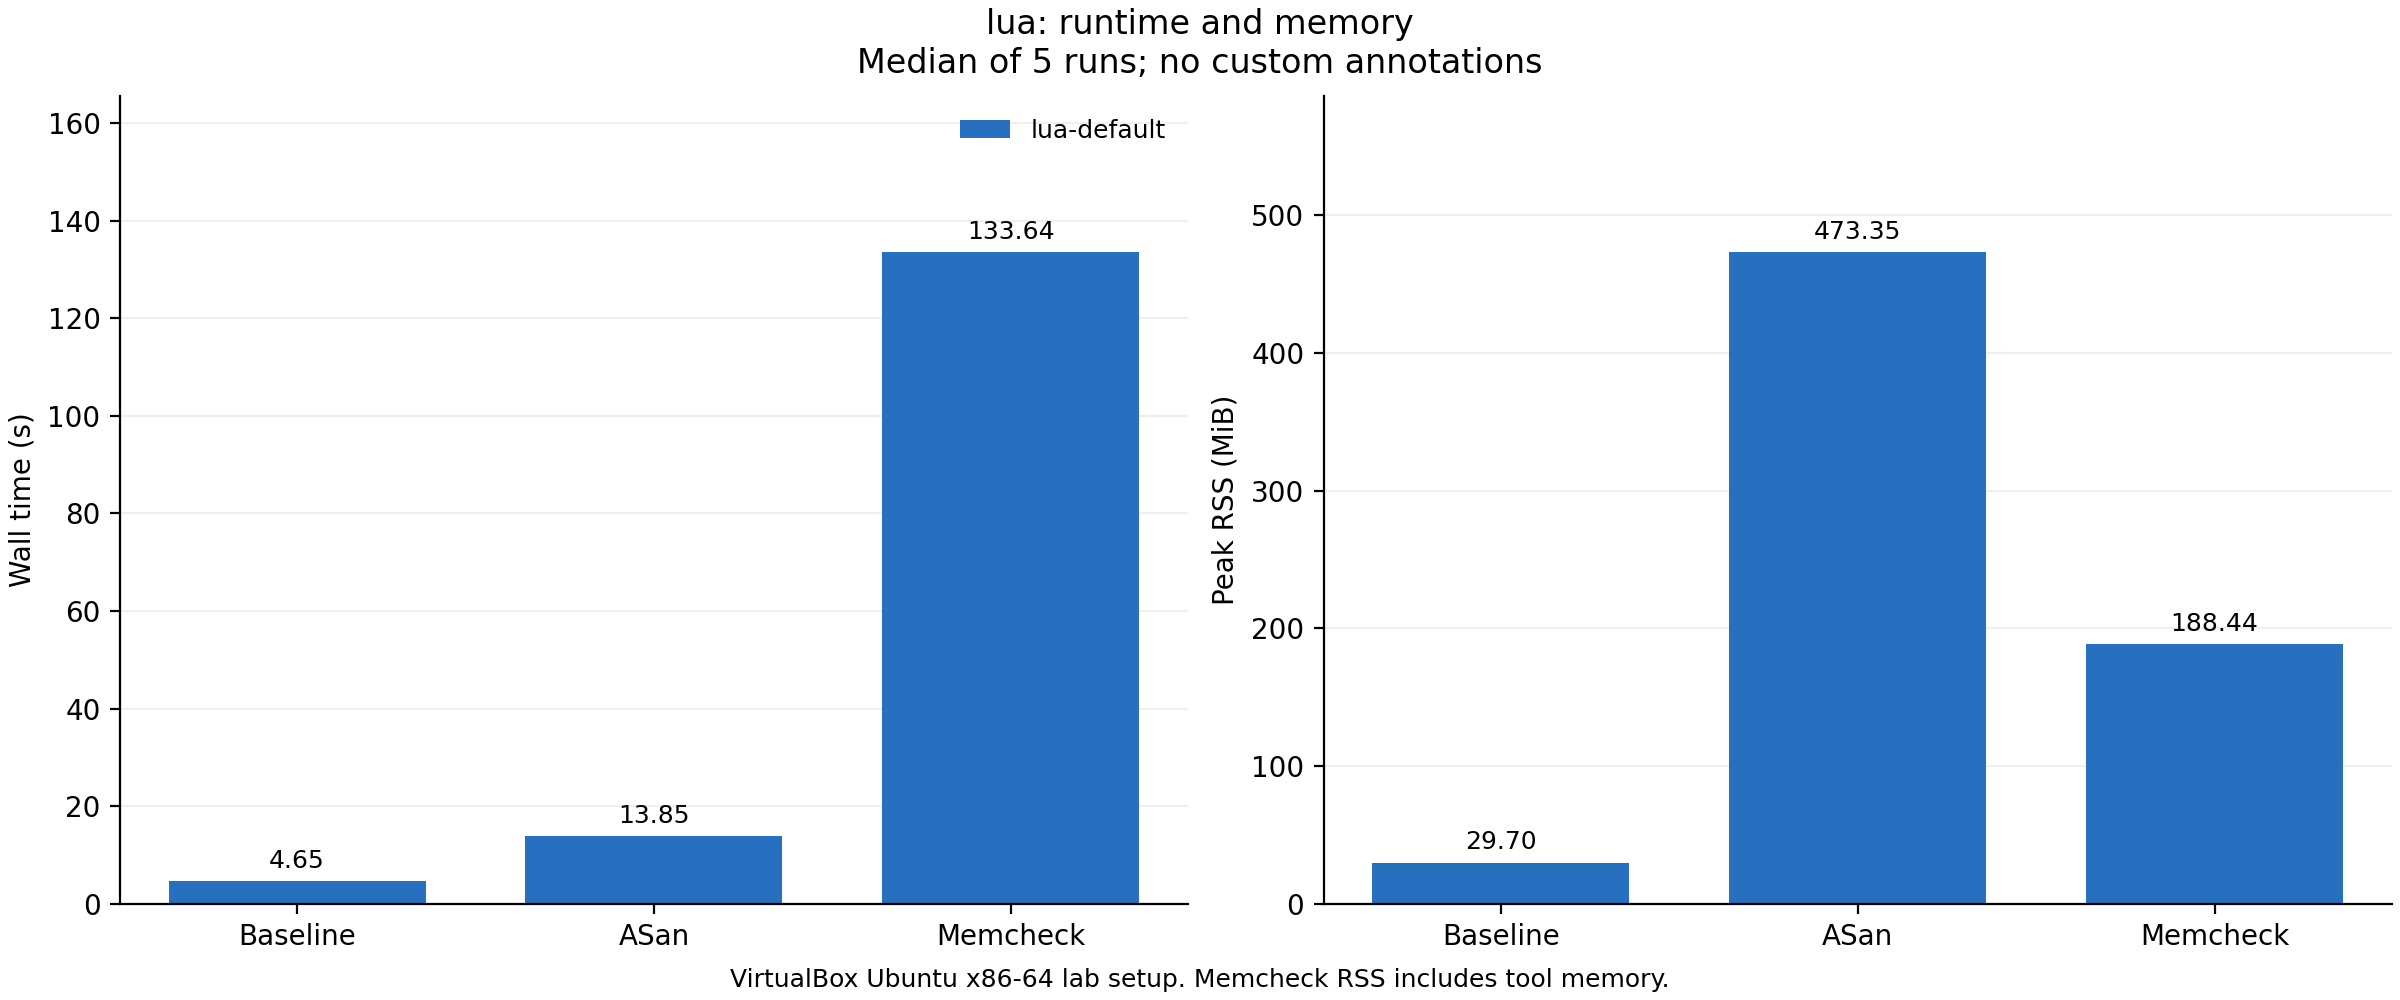 lua: runtime and memory
Median of 5 runs; no custom annotations
Wall time (s)
160
140
120
100
80
60
40
20
0
lua-default
4.65
13.85
133.64
Baseline
ASan
Memcheck
Peak RSS (MiB)
500
400
300
200
100
0
29.70
473.35
188.44
Baseline
ASan
Memcheck
VirtualBox Ubuntu x86-64 lab setup. Memcheck RSS includes tool memory.